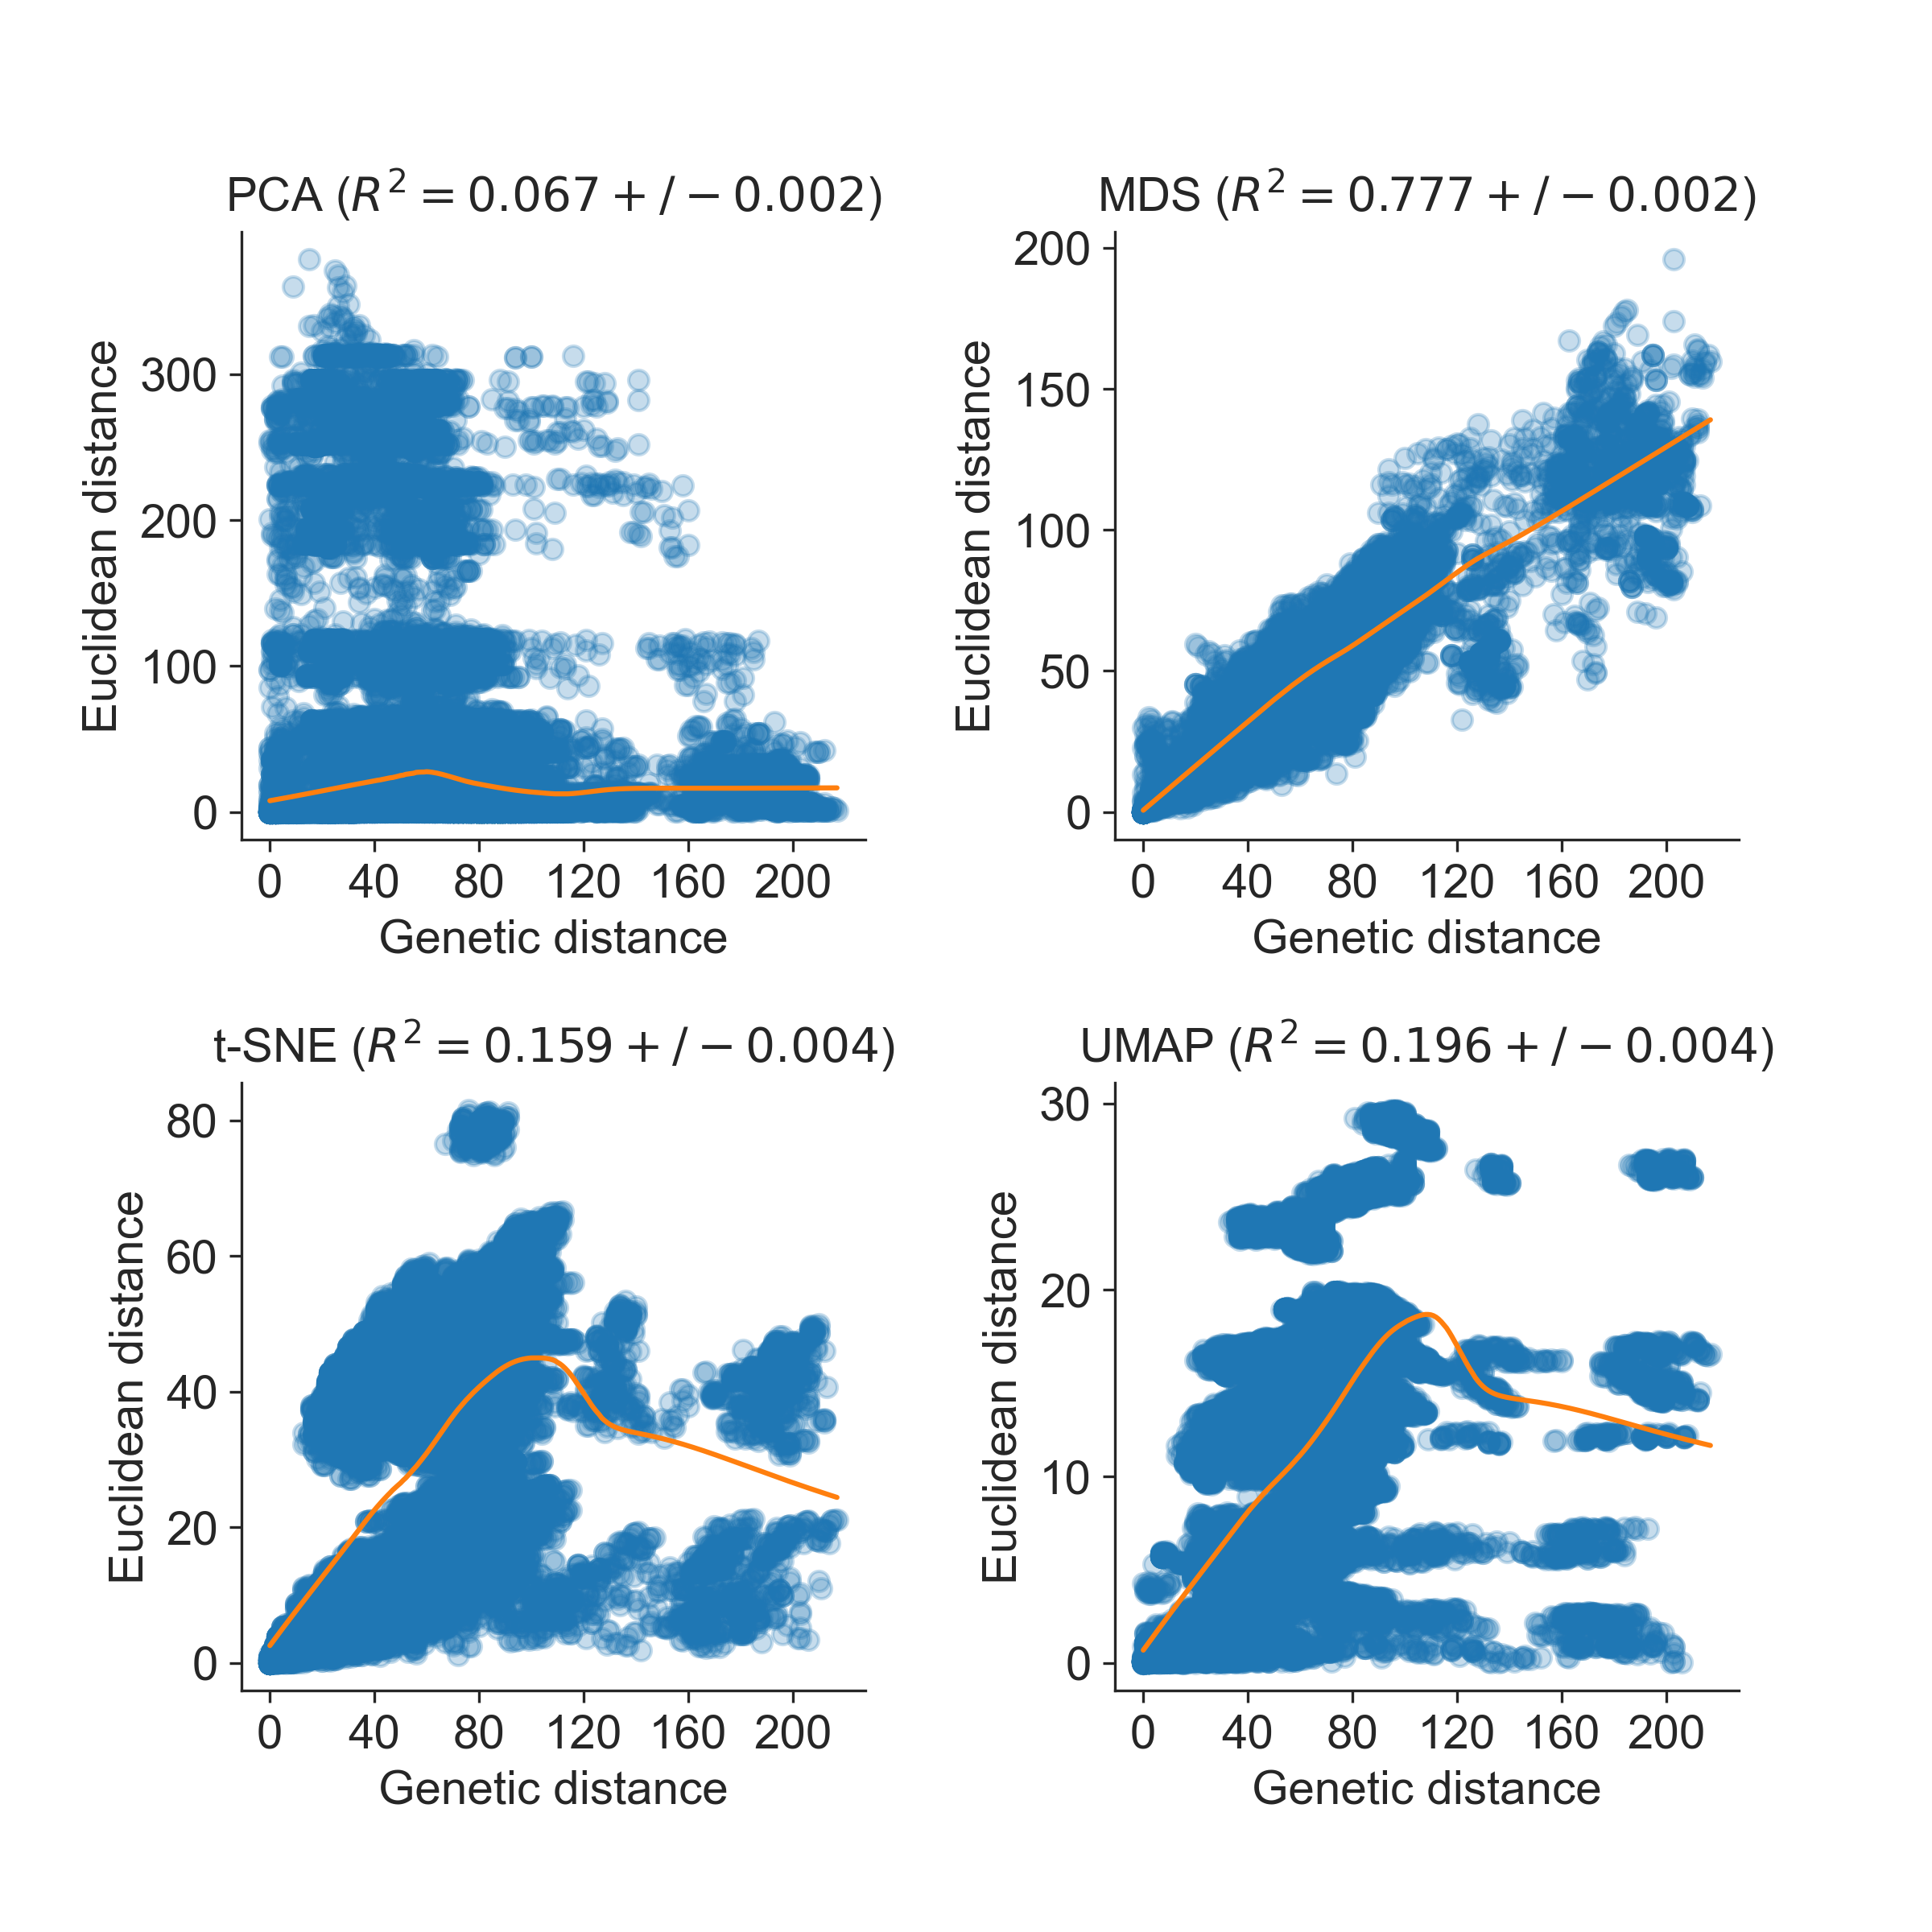 PCA (R² = 0.067 + / − 0.002)
Euclidean distance
300
200
100
0
0 40 80 120 160 200
Genetic distance
MDS (R² = 0.777 + / − 0.002)
Euclidean distance
200
150
100
50
0
0 40 80 120 160 200
Genetic distance
t-SNE (R² = 0.159 + / − 0.004)
Euclidean distance
80
60
40
20
0
0 40 80 120 160 200
Genetic distance
UMAP (R² = 0.196 + / − 0.004)
Euclidean distance
30
20
10
0
0 40 80 120 160 200
Genetic distance